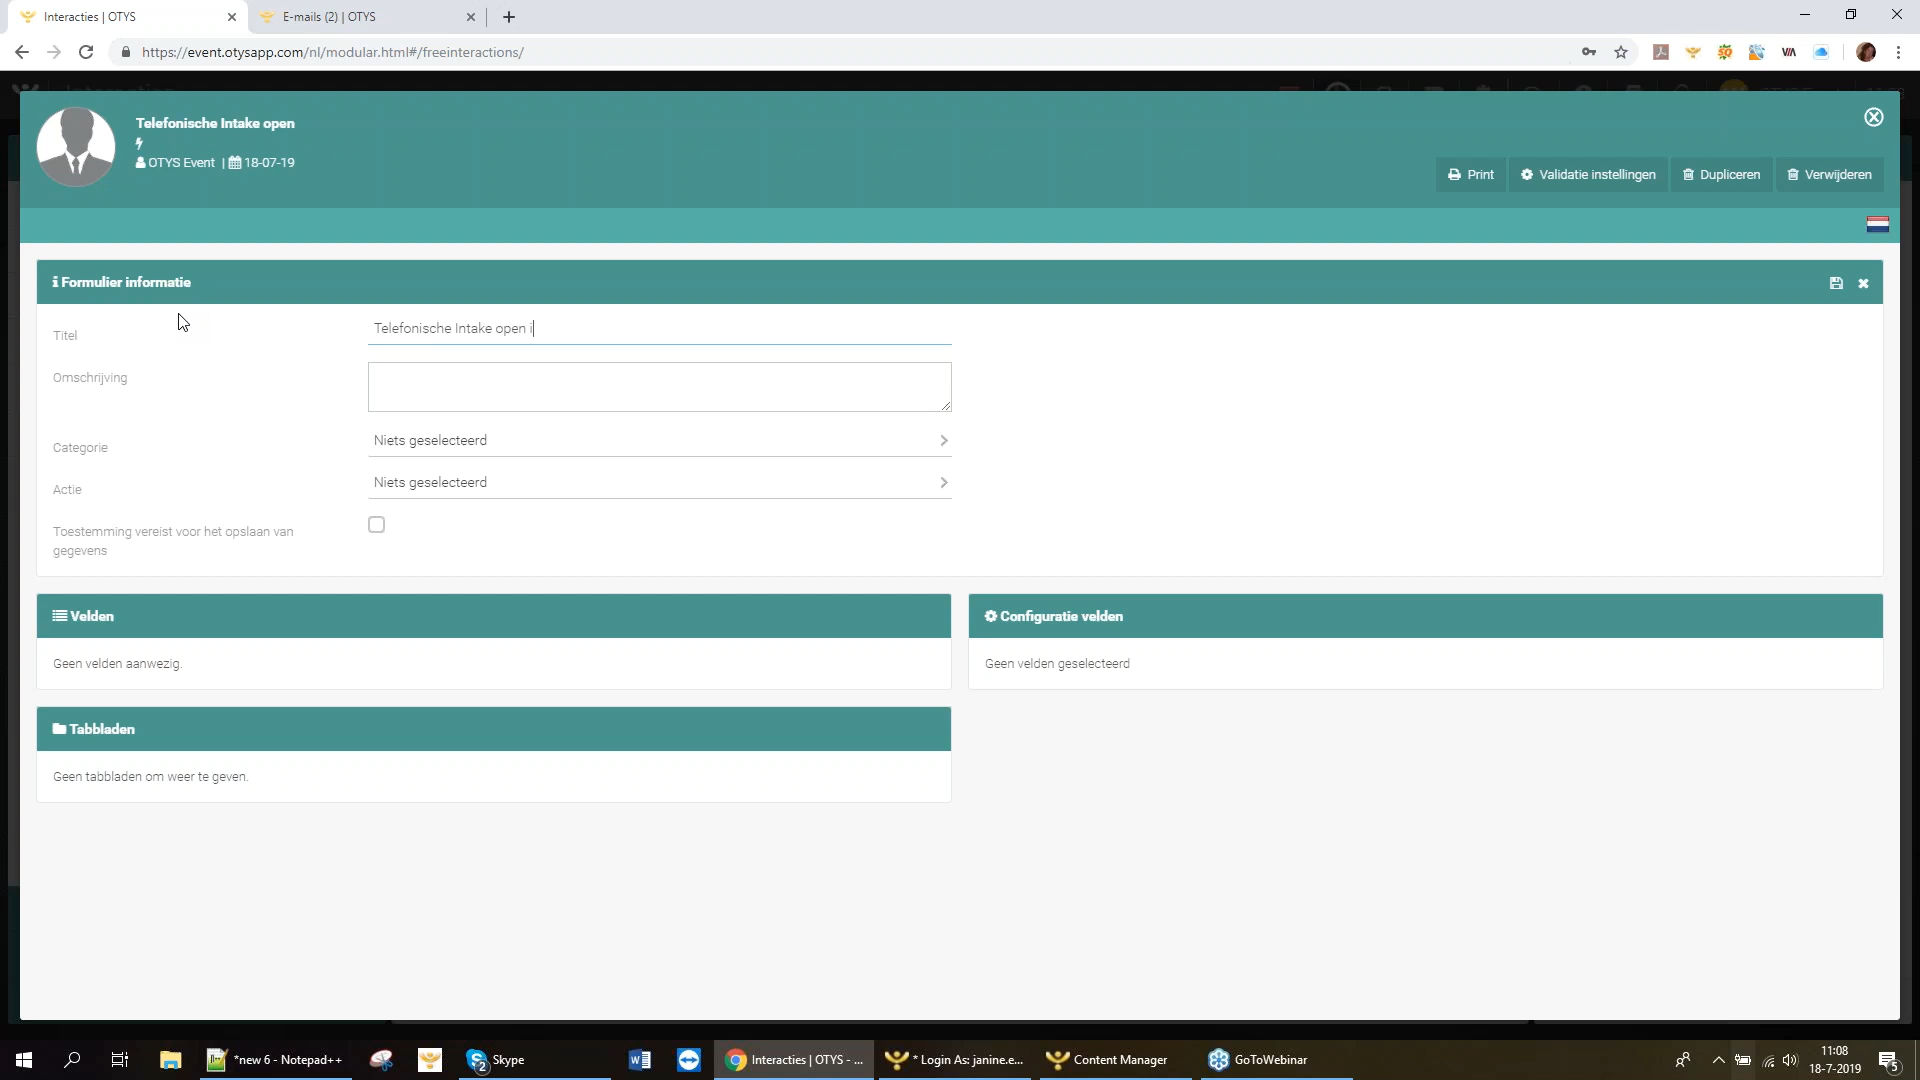 Interacties | OTYS
E-mails (2) | OTYS
https://event.otysapp.com/nl/modular.html#/freeinteractions/
Telefonische Intake open
OTYS Event | 18-07-19
Print
Validatie instellingen
Dupliceren
Verwijderen
Formulier informatie
Titel
Telefonische Intake open i
Omschrijving
Categorie
Niets geselecteerd
Actie
Niets geselecteerd
Toestemming vereist voor het opslaan van
gegevens
Velden
Configuratie velden
Geen velden aanwezig.
Geen velden geselecteerd
Tabbladen
Geen tabbladen om weer te geven.
*new 6 - Notepad++
2
Skype
Interacties | OTYS - ...
* Login As: janine.e...
Content Manager
GoToWebinar
11:08
18-7-2019
5